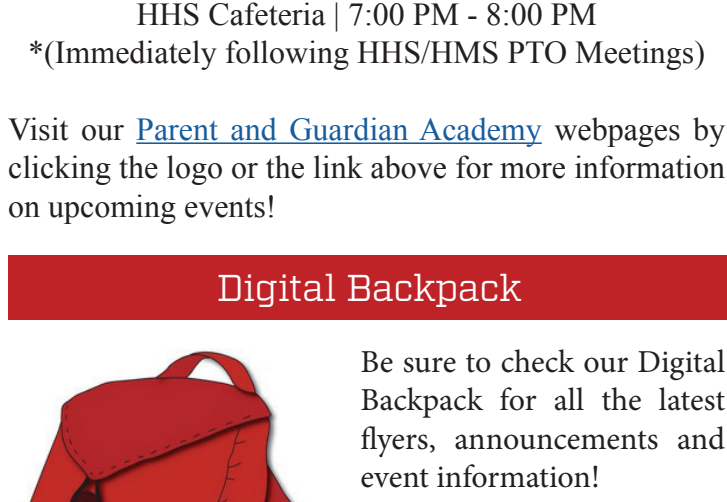 HHS Cafeteria | 7:00 PM - 8:00 PM
*(Immediately following HHS/HMS PTO Meetings)
Visit our Parent and Guardian Academy webpages by
clicking the logo or the link above for more information
on upcoming events!
Digital Backpack
Be sure to check our Digital
Backpack for all the latest
flyers, announcements and
event information!